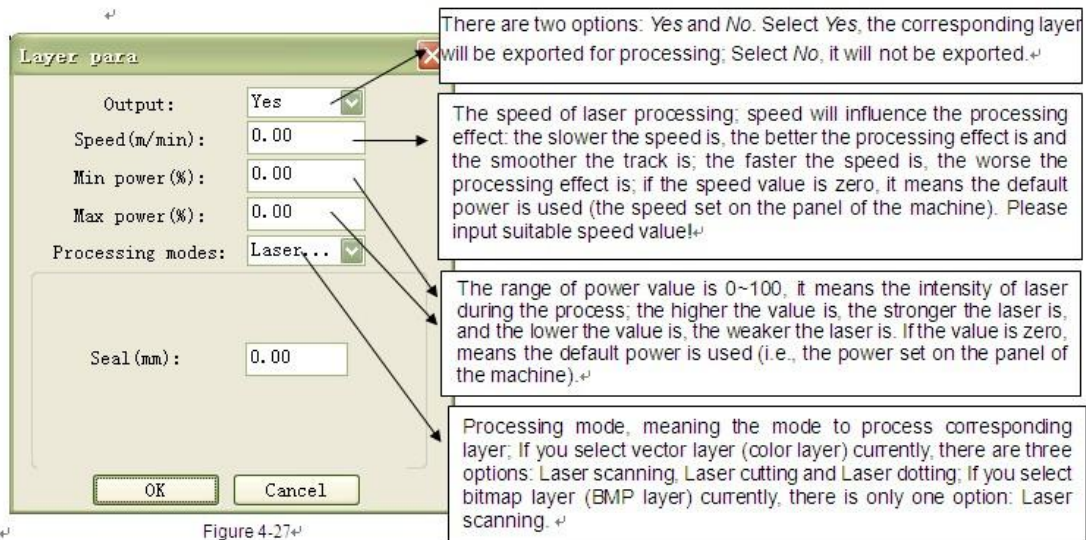 Layer para
Output:
Yes
Speed(m/min):
0.00
Min power(%):
0.00
Max power(%):
0.00
Processing modes:
Laser...
Seal(mm):
0.00
OK
Cancel
Figure 4-27
There are two options: Yes and No. Select Yes, the corresponding layer
will be exported for processing; Select No, it will not be exported.
The speed of laser processing; speed will influence the processing
effect: the slower the speed is, the better the processing effect is and
the smoother the track is; the faster the speed is, the worse the
processing effect is; if the speed value is zero, it means the default
power is used (the speed set on the panel of the machine). Please
input suitable speed value!
The range of power value is 0~100, it means the intensity of laser
during the process; the higher the value is, the stronger the laser is,
and the lower the value is, the weaker the laser is. If the value is zero,
means the default power is used (i.e., the power set on the panel of
the machine).
Processing mode, meaning the mode to process corresponding
layer; If you select vector layer (color layer) currently, there are three
options: Laser scanning, Laser cutting and Laser dotting; If you select
bitmap layer (BMP layer) currently, there is only one option: Laser
scanning.